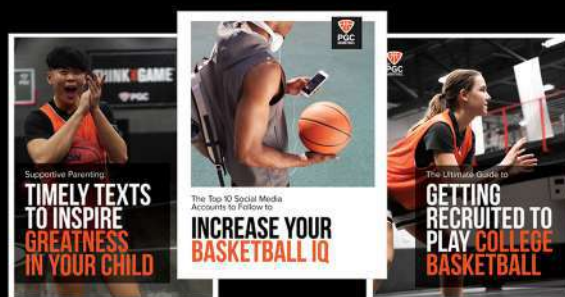 THINK GAME
PGC
Supportive Parenting:
TIMELY TEXTS
TO INSPIRE
GREATNESS
IN YOUR CHILD
PGC
BASKETBALL
The Top 10 Social Media
Accounts to Follow to
INCREASE YOUR
BASKETBALL IQ
PGC
The Ultimate Guide to
GETTING
RECRUITED TO
PLAY COLLEGE
BASKETBALL